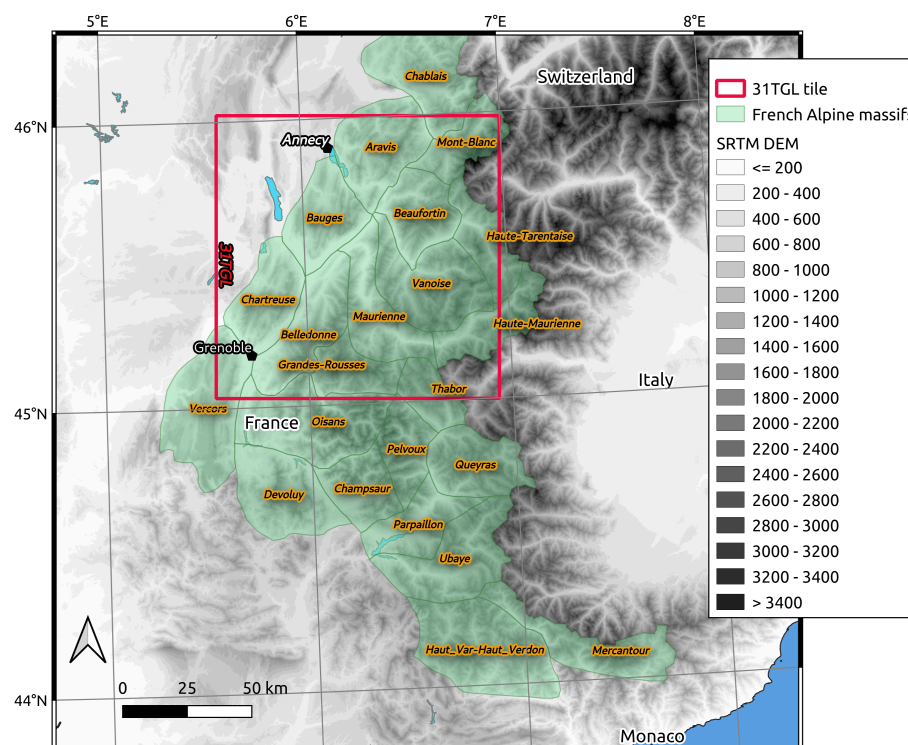 5°E
6°E
7°E
8°E
46°N
45°N
44°N
Chablais
Switzerland
Annecy
Aravis
Mont-Blanc
Bauges
Beaufortin
Haute-Tarentaise
31TGL
Chartreuse
Vanoise
Belledonne
Maurienne
Haute-Maurienne
Grenoble
Grandes-Rousses
Thabor
Italy
Vercors
France
Oisans
Pelvoux
Queyras
Devoluy
Champsaur
Parpaillon
Ubaye
Haut_Var-Haut_Verdon
Mercantour
Monaco
0 25 50 km
31TGL tile
French Alpine massifs
SRTM DEM
<= 200
200 - 400
400 - 600
600 - 800
800 - 1000
1000 - 1200
1200 - 1400
1400 - 1600
1600 - 1800
1800 - 2000
2000 - 2200
2200 - 2400
2400 - 2600
2600 - 2800
2800 - 3000
3000 - 3200
3200 - 3400
> 3400